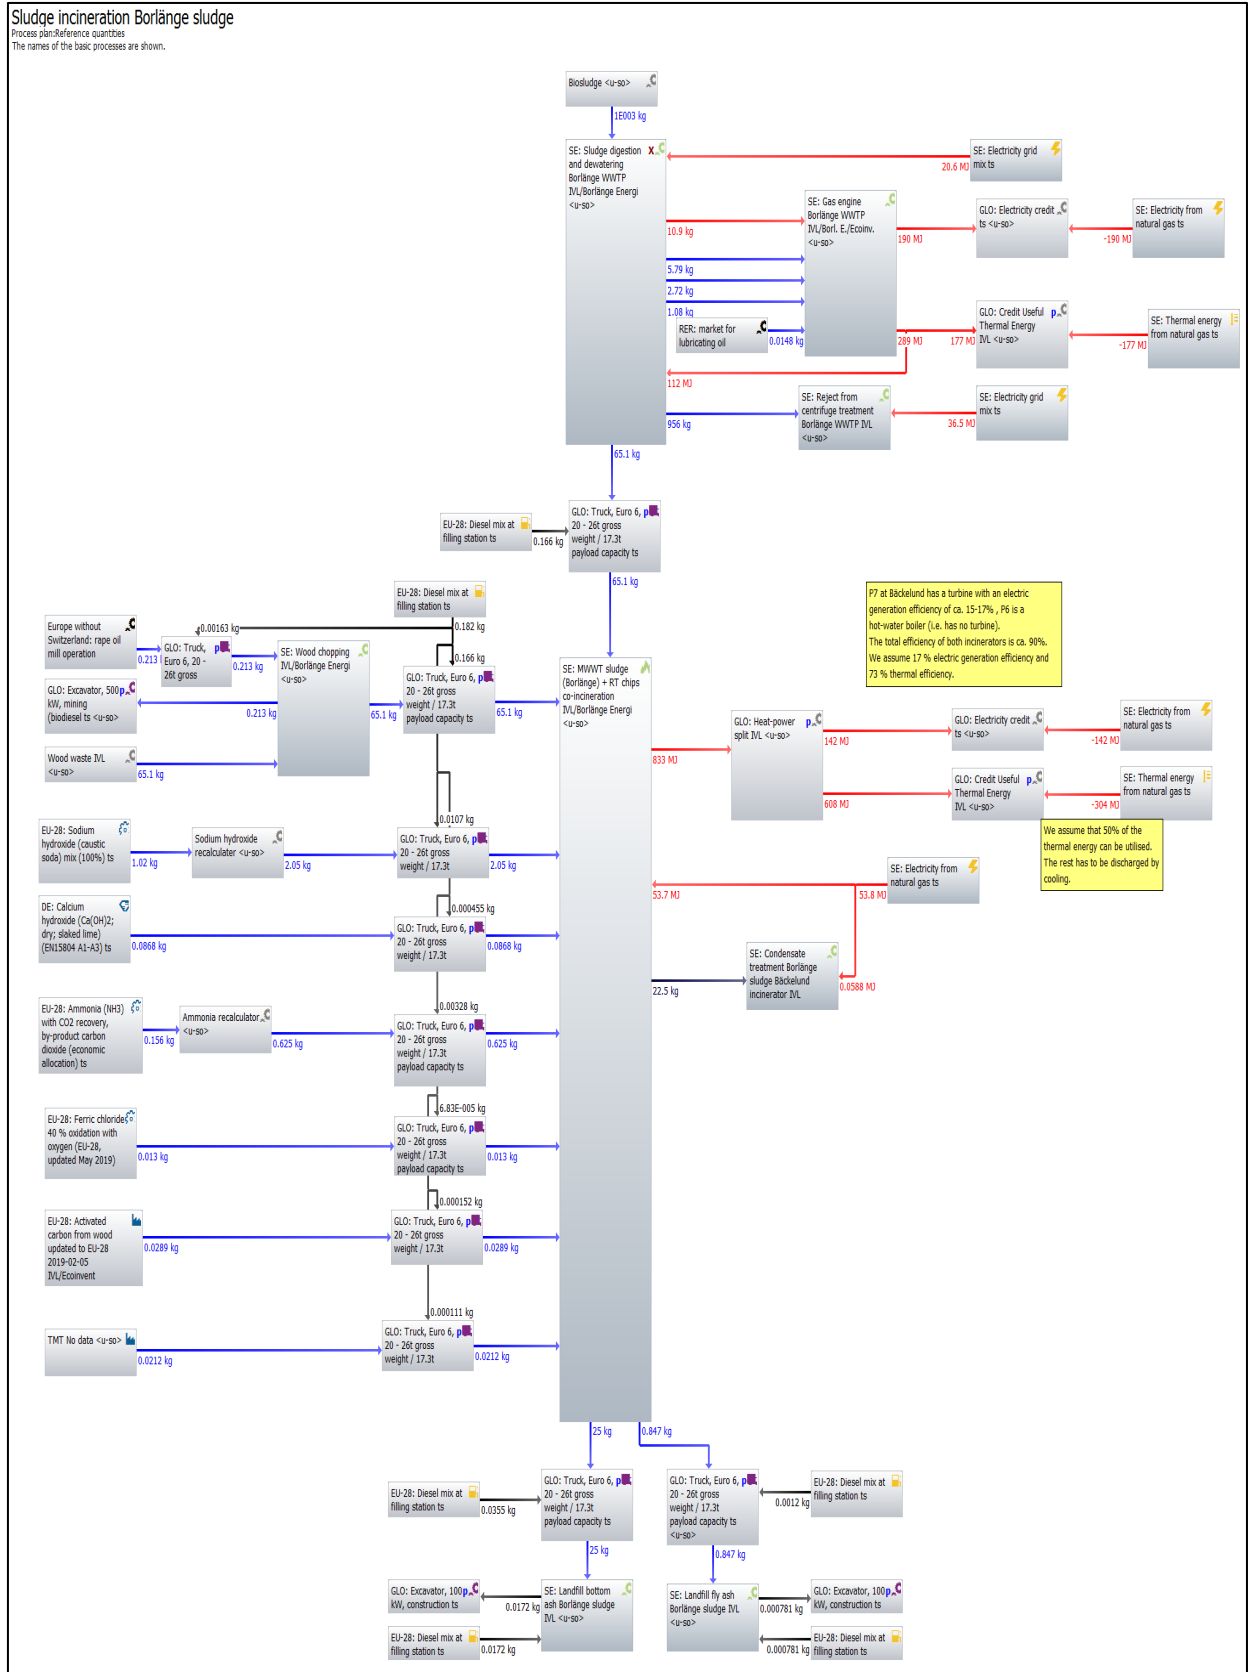 Sludge incineration Borlänge sludge
Process plan:Reference quantities
The names of the basic processes are shown.
Biosludge <u-so>
1E003 kg
SE: Sludge digestion
and dewatering
Borlänge WWTP
IVL/Borlänge Energi
<u-so>
X
SE: Electricity grid
mix ts
20.6 MJ
SE: Gas engine
Borlänge WWTP
IVL/Borl. E./Ecoinv.
<u-so>
10.9 kg
5.79 kg
2.72 kg
1.08 kg
RER: market for
lubricating oil
0.0148 kg
190 MJ
GLO: Electricity credit
ts <u-so>
-190 MJ
SE: Electricity from
natural gas ts
289 MJ
177 MJ
GLO: Credit Useful
Thermal Energy
IVL <u-so>
p
-177 MJ
SE: Thermal energy
from natural gas ts
112 MJ
956 kg
SE: Reject from
centrifuge treatment
Borlänge WWTP IVL
<u-so>
36.5 MJ
SE: Electricity grid
mix ts
65.1 kg
EU-28: Diesel mix at
filling station ts
0.166 kg
GLO: Truck, Euro 6, p
20 - 26t gross
weight / 17.3t
payload capacity ts
65.1 kg
P7 at Bäckelund has a turbine with an electric
generation efficiency of ca. 15-17% , P6 is a
hot-water boiler (i.e. has no turbine).
The total efficiency of both incinerators is ca. 90%.
We assume 17 % electric generation efficiency and
73 % thermal efficiency.
EU-28: Diesel mix at
filling station ts
0.00163 kg
0.182 kg
0.166 kg
Europe without
Switzerland: rape oil
mill operation
0.213
GLO: Truck, p
Euro 6, 20 -
26t gross
0.213 kg
SE: Wood chopping
IVL/Borlänge Energi
<u-so>
GLO: Excavator, 500 p
kW, mining
(biodiesel ts <u-so>
0.213 kg
Wood waste IVL
<u-so>
65.1 kg
65.1 kg
GLO: Truck, Euro 6, p
20 - 26t gross
weight / 17.3t
payload capacity ts
65.1 kg
SE: MWWT sludge
(Borlänge) + RT chips
co-incineration
IVL/Borlänge Energi
<u-so>
833 MJ
GLO: Heat-power
split IVL <u-so>
p
142 MJ
GLO: Electricity credit
ts <u-so>
-142 MJ
SE: Electricity from
natural gas ts
608 MJ
GLO: Credit Useful
Thermal Energy
IVL <u-so>
p
-304 MJ
SE: Thermal energy
from natural gas ts
We assume that 50% of the
thermal energy can be utilised.
The rest has to be discharged by
cooling.
0.0107 kg
EU-28: Sodium
hydroxide (caustic
soda) mix (100%) ts
1.02 kg
Sodium hydroxide
recalculater <u-so>
2.05 kg
GLO: Truck, Euro 6, p
20 - 26t gross
weight / 17.3t
2.05 kg
53.7 MJ
53.8 MJ
SE: Electricity from
natural gas ts
DE: Calcium
hydroxide (Ca(OH)2;
dry; slaked lime)
(EN15804 A1-A3) ts
0.0868 kg
0.000455 kg
GLO: Truck, Euro 6, p
20 - 26t gross
weight / 17.3t
0.0868 kg
SE: Condensate
treatment Borlänge
sludge Bäckelund
incinerator IVL
22.5 kg
0.0588 MJ
EU-28: Ammonia (NH3)
with CO2 recovery,
by-product carbon
dioxide (economic
allocation) ts
0.156 kg
Ammonia recalculator
<u-so>
0.625 kg
0.00328 kg
GLO: Truck, Euro 6, p
20 - 26t gross
weight / 17.3t
payload capacity ts
0.625 kg
EU-28: Ferric chloride
40 % oxidation with
oxygen (EU-28,
updated May 2019)
0.013 kg
6.83E-005 kg
GLO: Truck, Euro 6, p
20 - 26t gross
weight / 17.3t
payload capacity ts
0.013 kg
EU-28: Activated
carbon from wood
updated to EU-28
2019-02-05
IVL/Ecoinvent
0.0289 kg
0.000152 kg
GLO: Truck, Euro 6, p
20 - 26t gross
weight / 17.3t
0.0289 kg
TMT No data <u-so>
0.0212 kg
0.000111 kg
GLO: Truck, Euro 6, p
20 - 26t gross
weight / 17.3t
0.0212 kg
25 kg
0.847 kg
EU-28: Diesel mix at
filling station ts
0.0355 kg
GLO: Truck, Euro 6, p
20 - 26t gross
weight / 17.3t
payload capacity ts
GLO: Truck, Euro 6, p
20 - 26t gross
weight / 17.3t
payload capacity ts
<u-so>
0.0012 kg
EU-28: Diesel mix at
filling station ts
25 kg
0.847 kg
GLO: Excavator, 100 p
kW, construction ts
0.0172 kg
SE: Landfill bottom
ash Borlänge sludge
IVL <u-so>
EU-28: Diesel mix at
filling station ts
0.0172 kg
SE: Landfill fly ash
Borlänge sludge IVL
<u-so>
0.000781 kg
GLO: Excavator, 100 p
kW, construction ts
0.000781 kg
EU-28: Diesel mix at
filling station ts